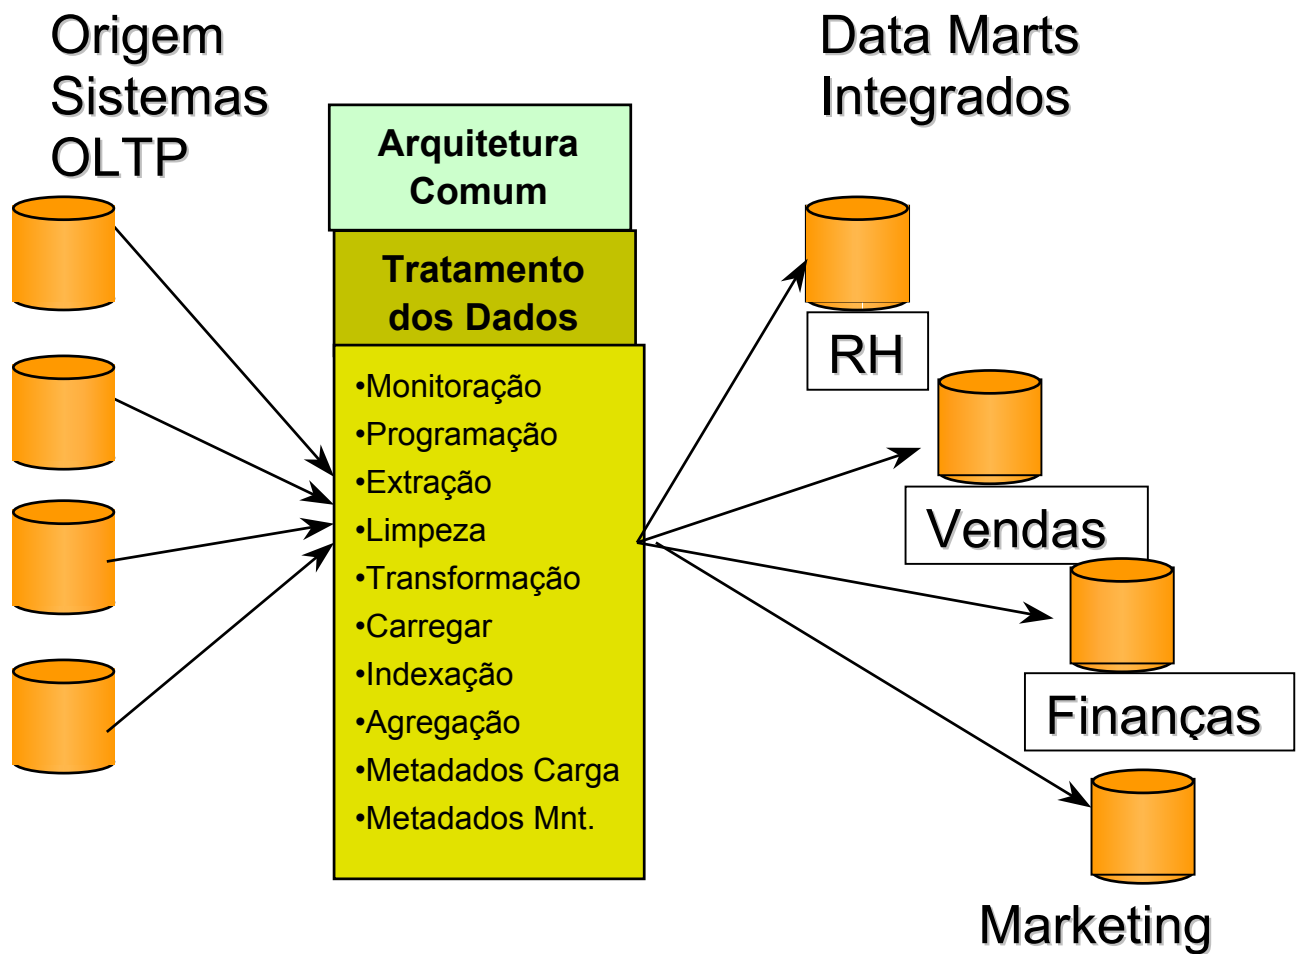 Origem
Sistemas
OLTP
Arquitetura
Comum
Tratamento
dos Dados
•Monitoração
•Programação
•Extração
•Limpeza
•Transformação
•Carregar
•Indexação
•Agregação
•Metadados Carga
•Metadados Mnt.
Data Marts
Integrados
RH
Vendas
Finanças
Marketing